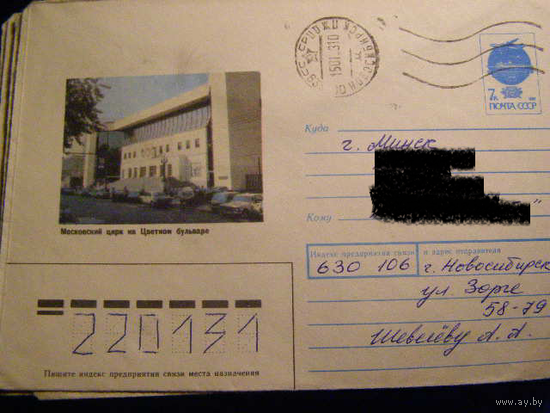 7к
ПОЧТА СССР
Куда
г. Минск
Кому
Московский цирк на Цветном бульваре
Индекс предприятия связи и адрес отправителя
630 106 г. Новосибирск
ул. Зорге
58-79
Шевелёву А. А.
220131
Пишите индекс предприятия связи места назначения
www.ay.by